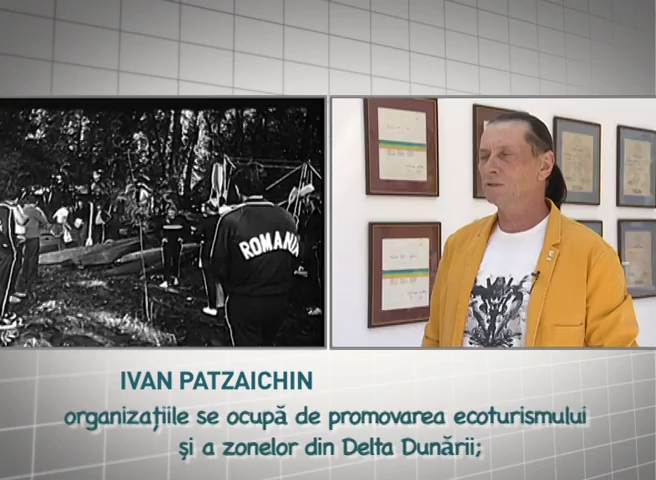 ROMANIA
IVAN PATZAICHIN
organizațiile se ocupă de promovarea ecoturismului
și a zonelor din Delta Dunării;